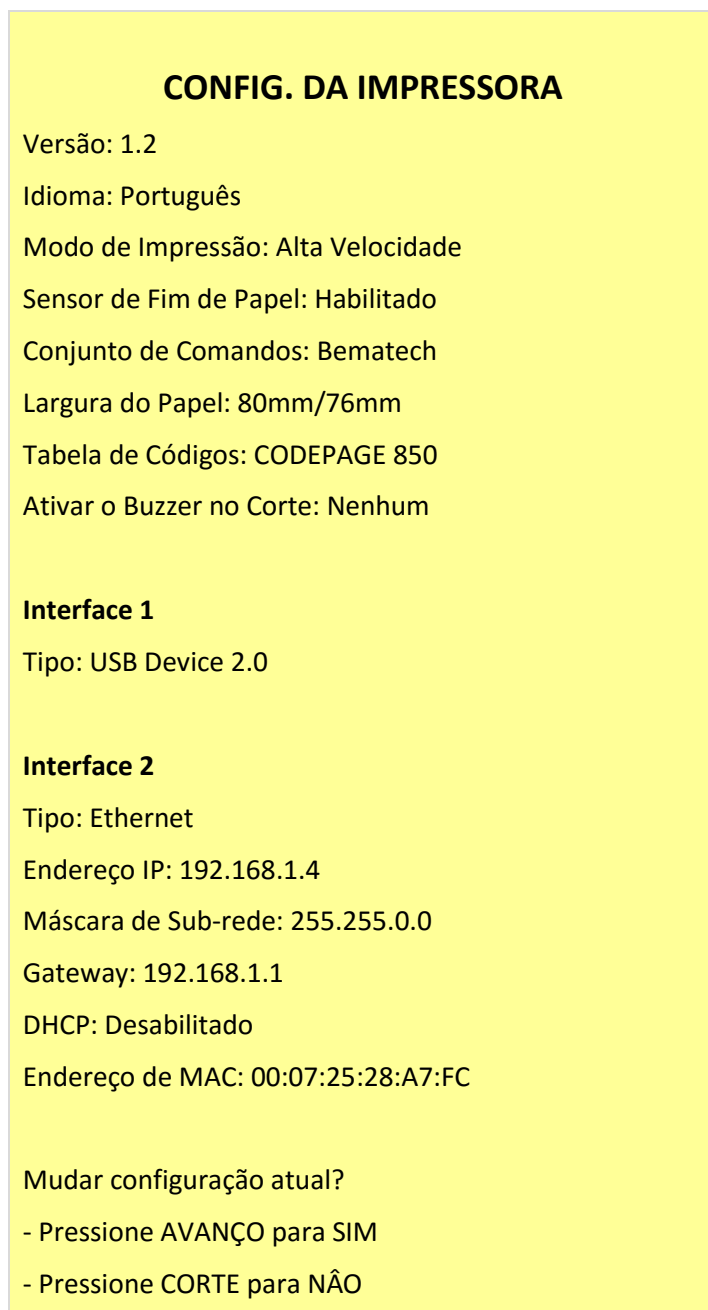 CONFIG. DA IMPRESSORA
Versão: 1.2
Idioma: Português
Modo de Impressão: Alta Velocidade
Sensor de Fim de Papel: Habilitado
Conjunto de Comandos: Bematech
Largura do Papel: 80mm/76mm
Tabela de Códigos: CODEPAGE 850
Ativar o Buzzer no Corte: Nenhum
Interface 1
Tipo: USB Device 2.0
Interface 2
Tipo: Ethernet
Endereço IP: 192.168.1.4
Máscara de Sub-rede: 255.255.0.0
Gateway: 192.168.1.1
DHCP: Desabilitado
Endereço de MAC: 00:07:25:28:A7:FC
Mudar configuração atual?
- Pressione AVANÇO para SIM
- Pressione CORTE para NÂO